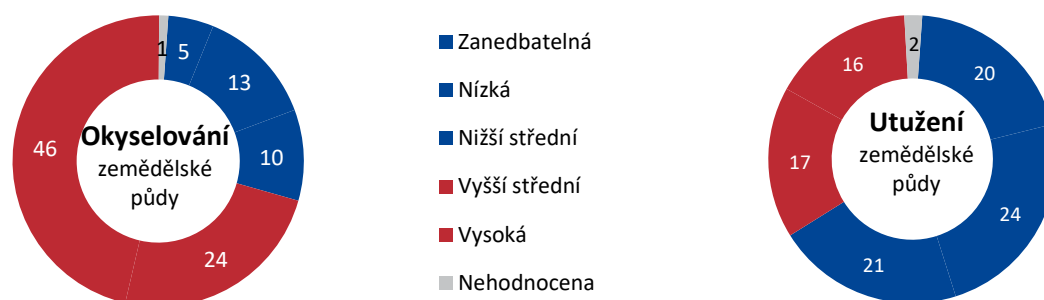 1
5
13
10
24
46
Okyselování
zemědělské
půdy
Zanedbatelná
Nízká
Nižší střední
Vyšší střední
Vysoká
Nehodnocena
2
20
24
21
17
16
Utužení
zemědělské
půdy